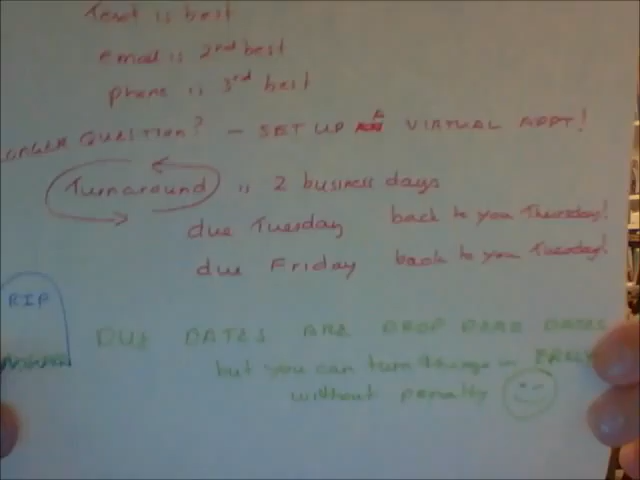 Text is best
email is 2nd best
phone is 3rd best
LONGER QUESTION? - SET UP A VIRTUAL APPT!
Turnaround is 2 business days
due Tuesday back to you Thursday!
due Friday back to you Tuesday!
RIP
DUE DATES ARE DROP DEAD DATES
but you can turn things in EARLY
without penalty